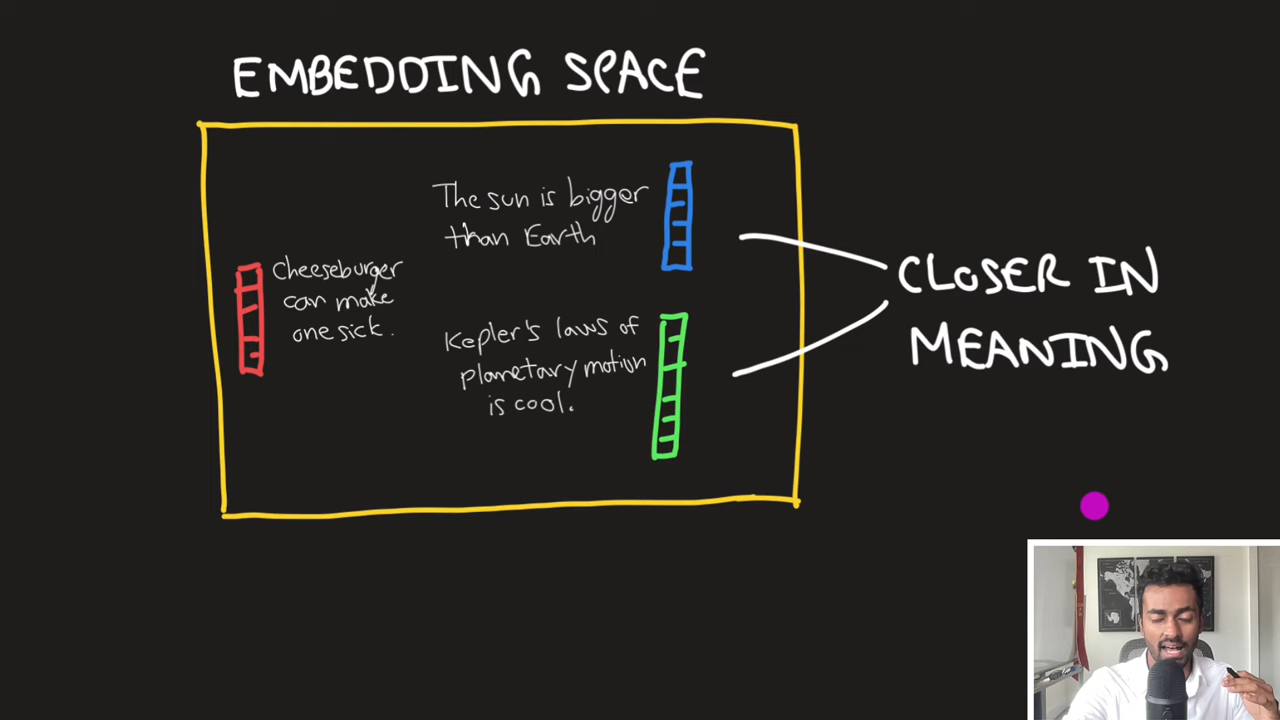 EMBEDDING SPACE
The sun is bigger
than Earth
Cheeseburger
can make
one sick.
Kepler's laws of
planetary motion
is cool.
CLOSER IN
MEANING